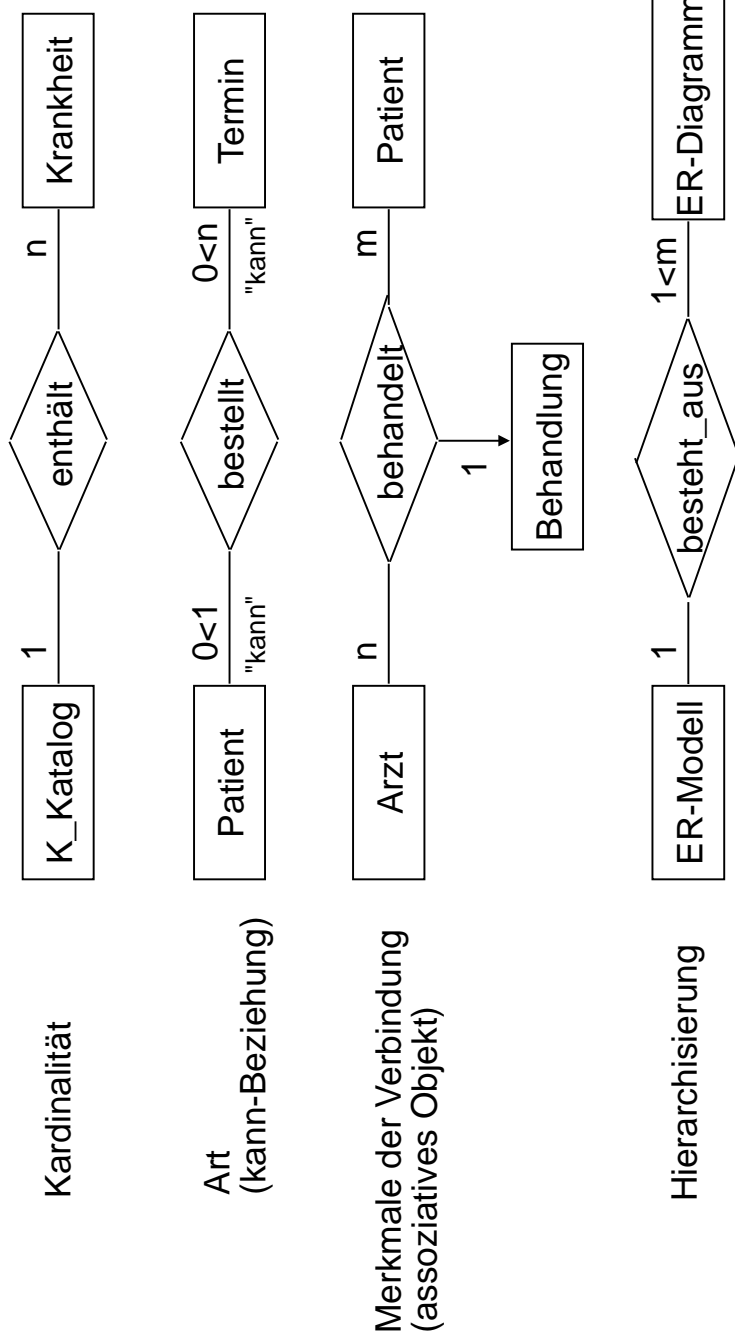 Kardinalität
K_Katalog
1
enthält
n
Krankheit
Art
(kann-Beziehung)
Patient
0<1
"kann"
bestellt
0<n
"kann"
Termin
Merkmale der Verbindung
(assoziatives Objekt)
Arzt
n
behandelt
m
Patient
1
Behandlung
Hierarchisierung
ER-Modell
1
besteht_aus
1<m
ER-Diagramm